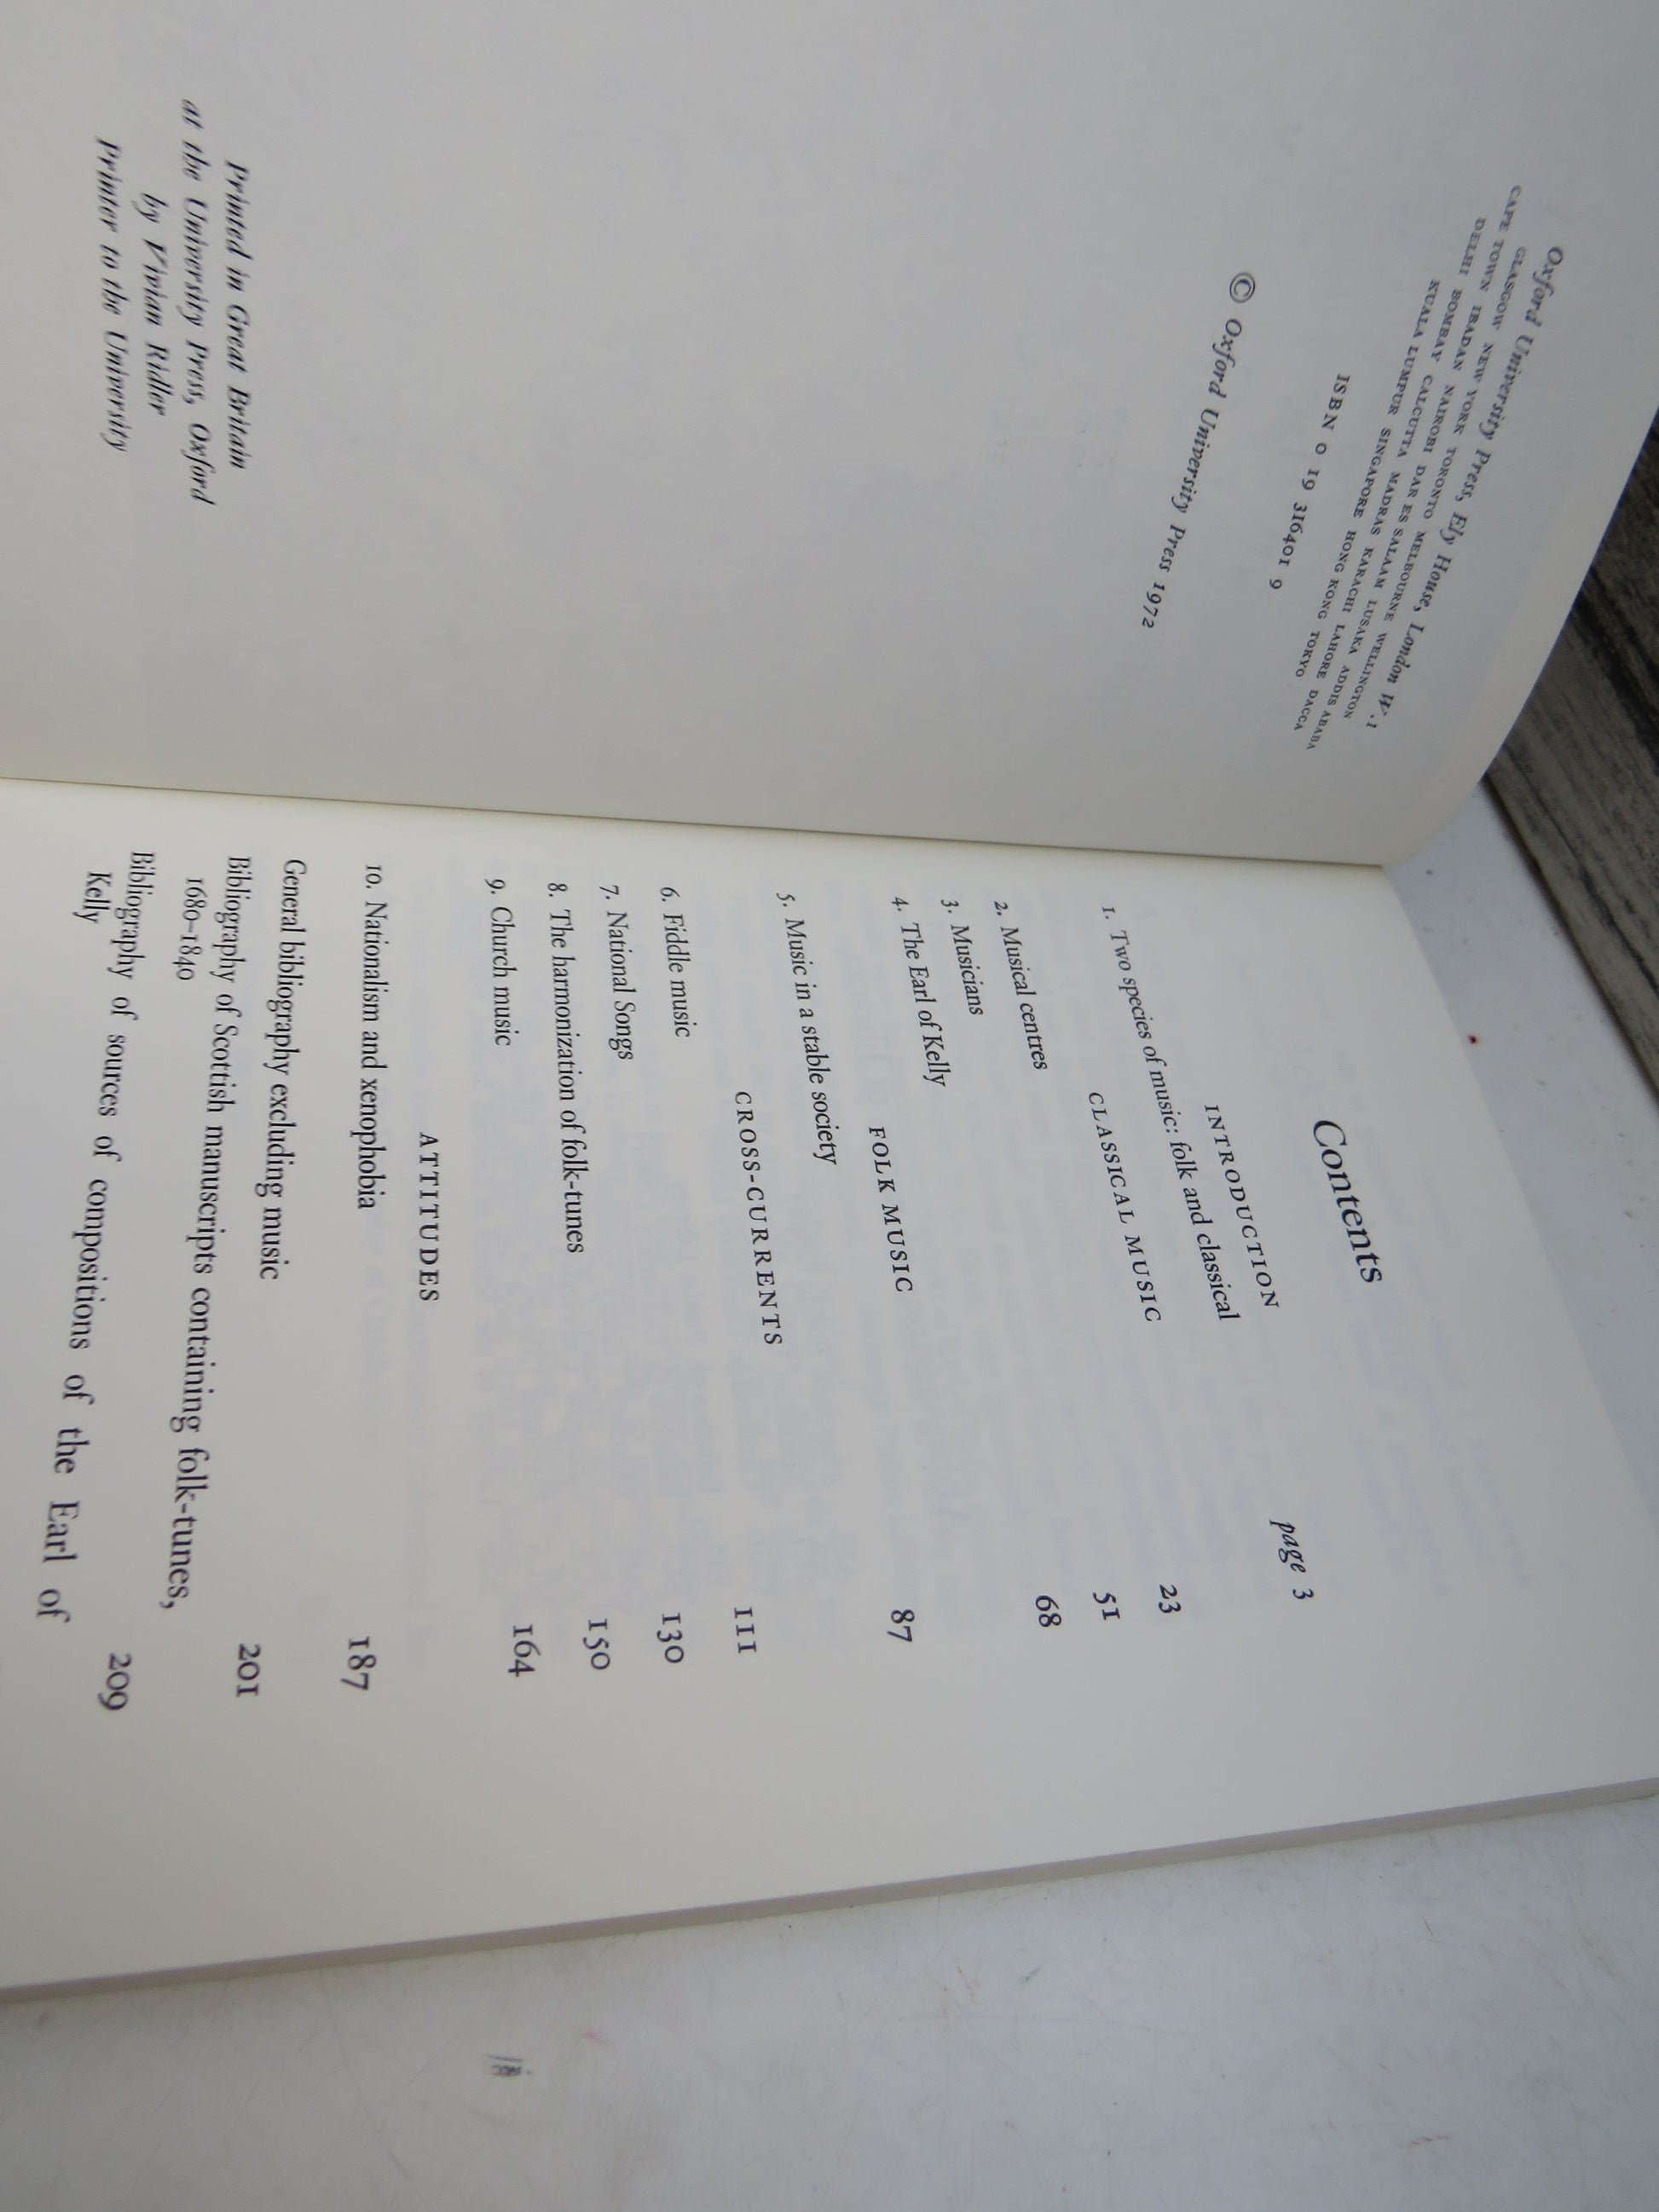 Oxford University Press, Ely House, London W.1
GLASGOW NEW YORK TORONTO MELBOURNE WELLINGTON
CAPE TOWN IBADAN NAIROBI DAR ES SALAAM LUSAKA ADDIS ABABA
DELHI BOMBAY CALCUTTA MADRAS KARACHI LAHORE DACCA
KUALA LUMPUR SINGAPORE HONG KONG TOKYO
ISBN 0 19 316401 9
© Oxford University Press 1972
Printed in Great Britain
at the University Press, Oxford
by Vivian Ridler
Printer to the University
Contents
INTRODUCTION
1. Two species of music: folk and classical page 3
CLASSICAL MUSIC
2. Musical centres 23
3. Musicians 51
4. The Earl of Kelly 68
FOLK MUSIC
5. Music in a stable society 87
CROSS-CURRENTS
6. Fiddle music 111
7. National Songs 130
8. The harmonization of folk-tunes 150
9. Church music 164
ATTITUDES
10. Nationalism and xenophobia 187
General bibliography excluding music 201
Bibliography of Scottish manuscripts containing folk-tunes,
1680–1840 209
Bibliography of sources of compositions of the Earl of
Kelly